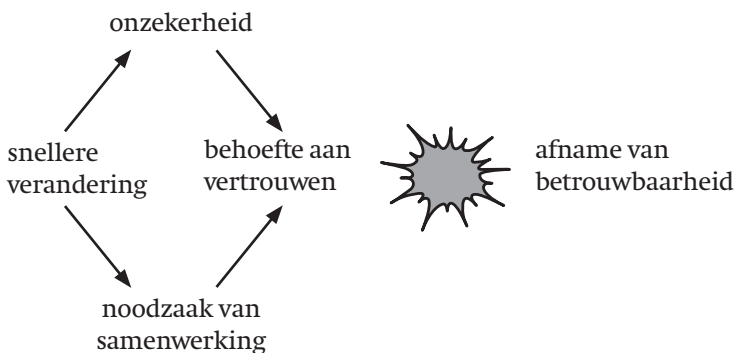 onzekerheid
snellere
verandering
behoefte aan
vertrouwen
afname van
betrouwbaarheid
noodzaak van
samenwerking